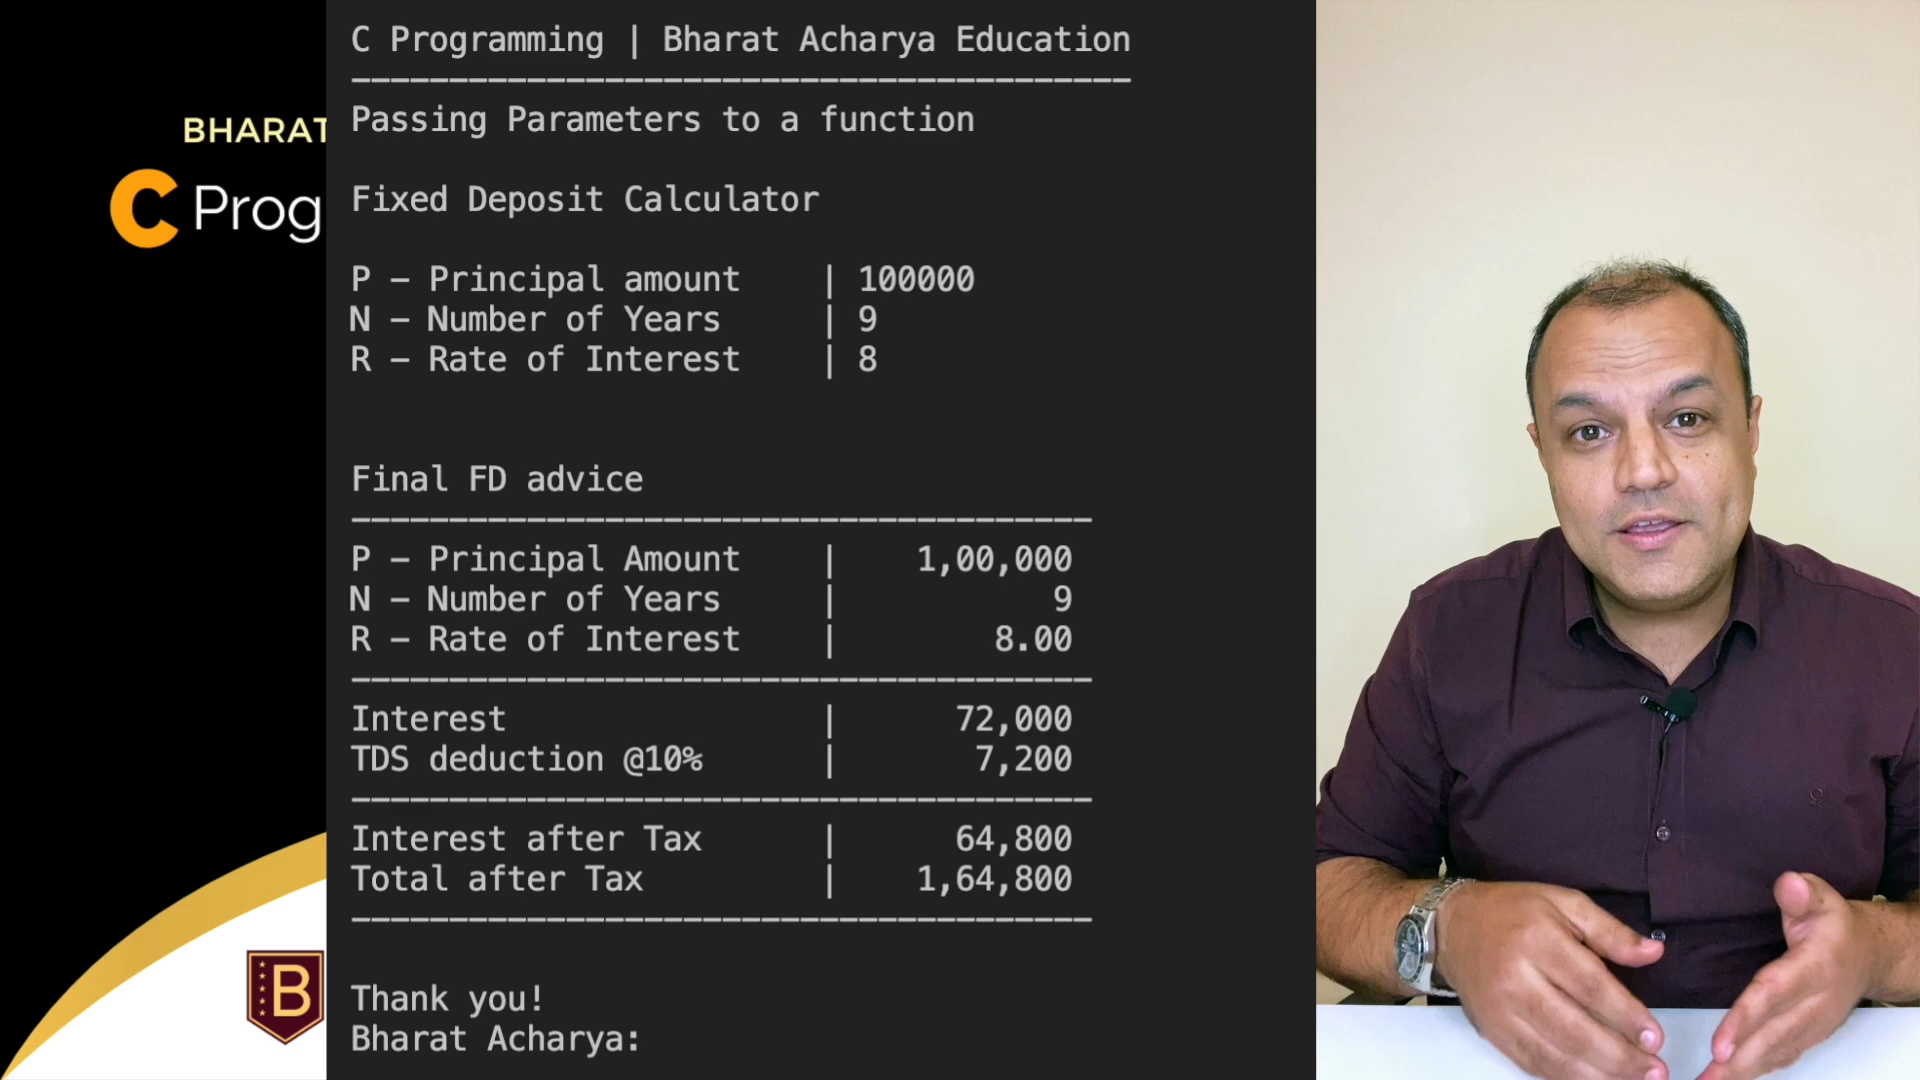 BHARAT
C Prog
B
C Programming | Bharat Acharya Education
----------------------------------------
Passing Parameters to a function
Fixed Deposit Calculator
P - Principal amount | 100000
N - Number of Years | 9
R - Rate of Interest | 8
Final FD advice
--------------------------------------
P - Principal Amount | 1,00,000
N - Number of Years | 9
R - Rate of Interest | 8.00
--------------------------------------
Interest | 72,000
TDS deduction @10% | 7,200
--------------------------------------
Interest after Tax | 64,800
Total after Tax | 1,64,800
--------------------------------------
Thank you!
Bharat Acharya: